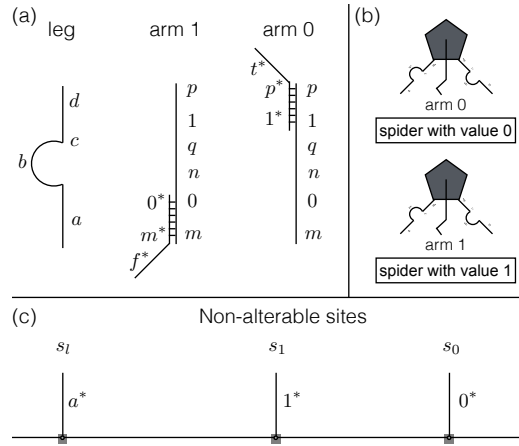 (a)
leg
arm 1
arm 0
d
c
b
a
p
1
q
n
0* 0
m* m
f*
t*
p* p
1* 1
q
n
0
m
(b)
arm 0
spider with value 0
arm 1
spider with value 1
(c)
Non-alterable sites
s_l
s_1
s_0
a*
1*
0*